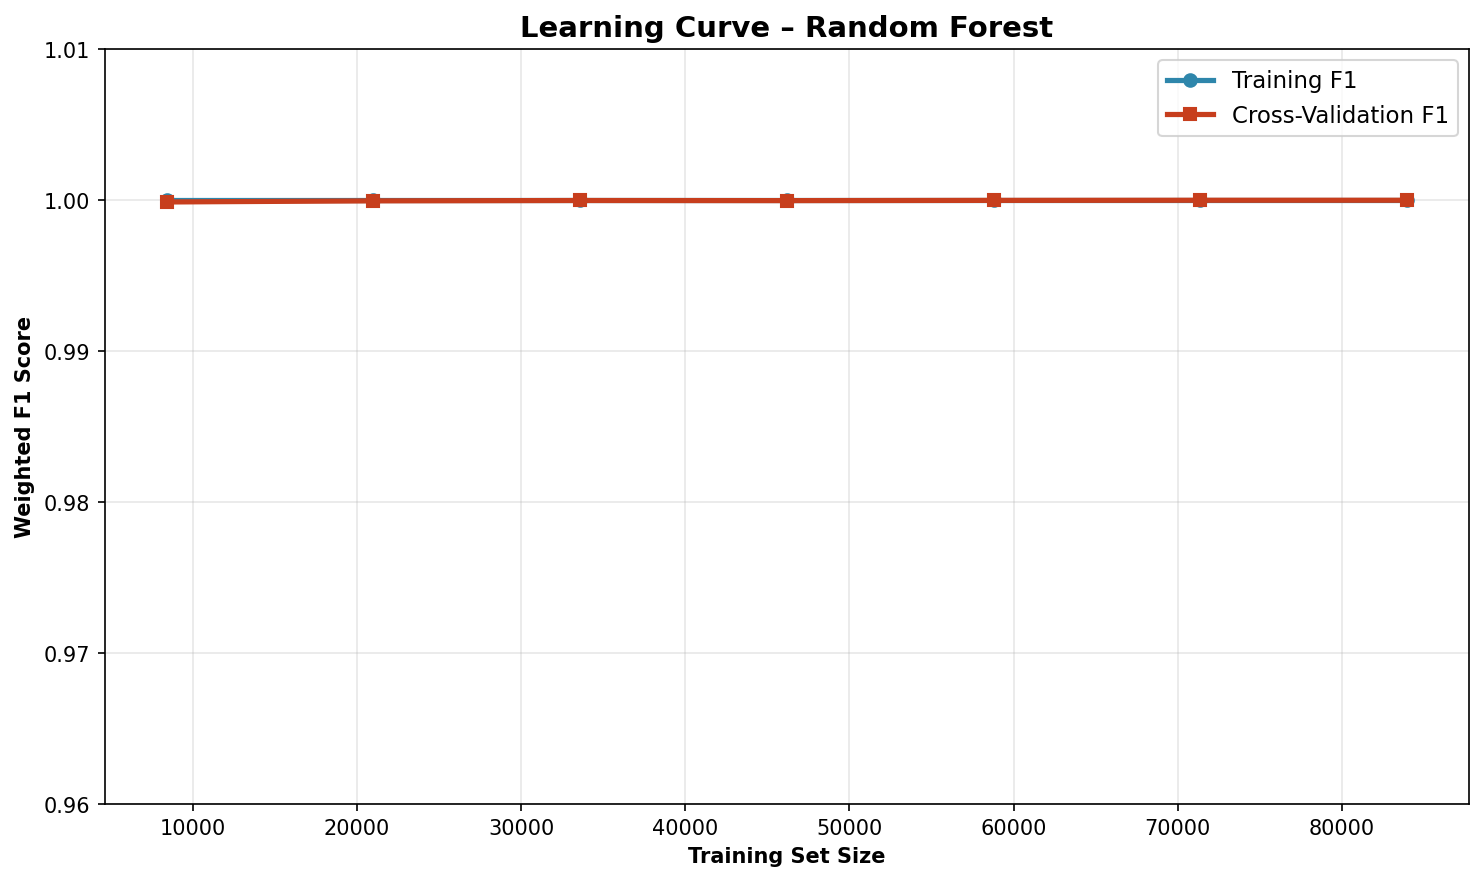 Learning Curve – Random Forest
Training F1
Cross-Validation F1
Weighted F1 Score
1.01
1.00
0.99
0.98
0.97
0.96
10000 20000 30000 40000 50000 60000 70000 80000
Training Set Size